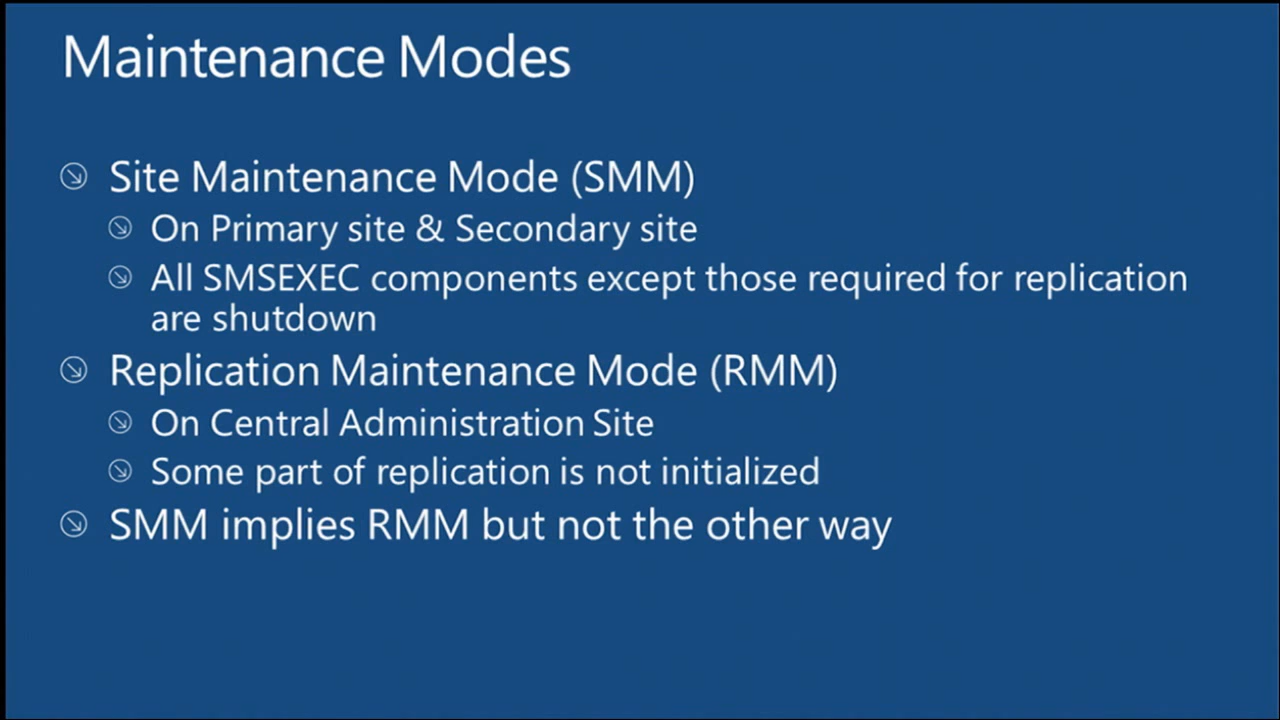 Maintenance Modes
Site Maintenance Mode (SMM)
On Primary site & Secondary site
All SMSEXEC components except those required for replication
are shutdown
Replication Maintenance Mode (RMM)
On Central Administration Site
Some part of replication is not initialized
SMM implies RMM but not the other way